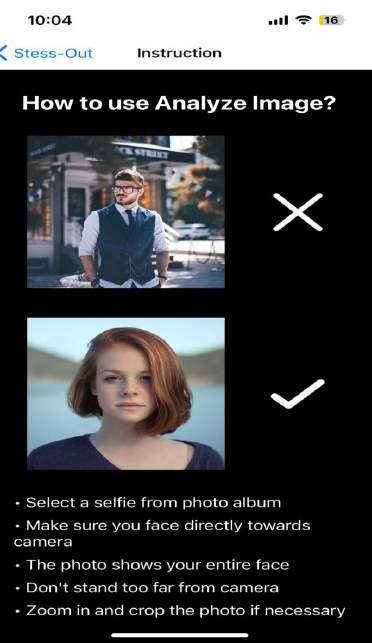 10:04
16
Stess-Out
Instruction
How to use Analyze Image?
CK STREET
• Select a selfie from photo album
• Make sure you face directly towards
camera
• The photo shows your entire face
• Don't stand too far from camera
• Zoom in and crop the photo if necessary